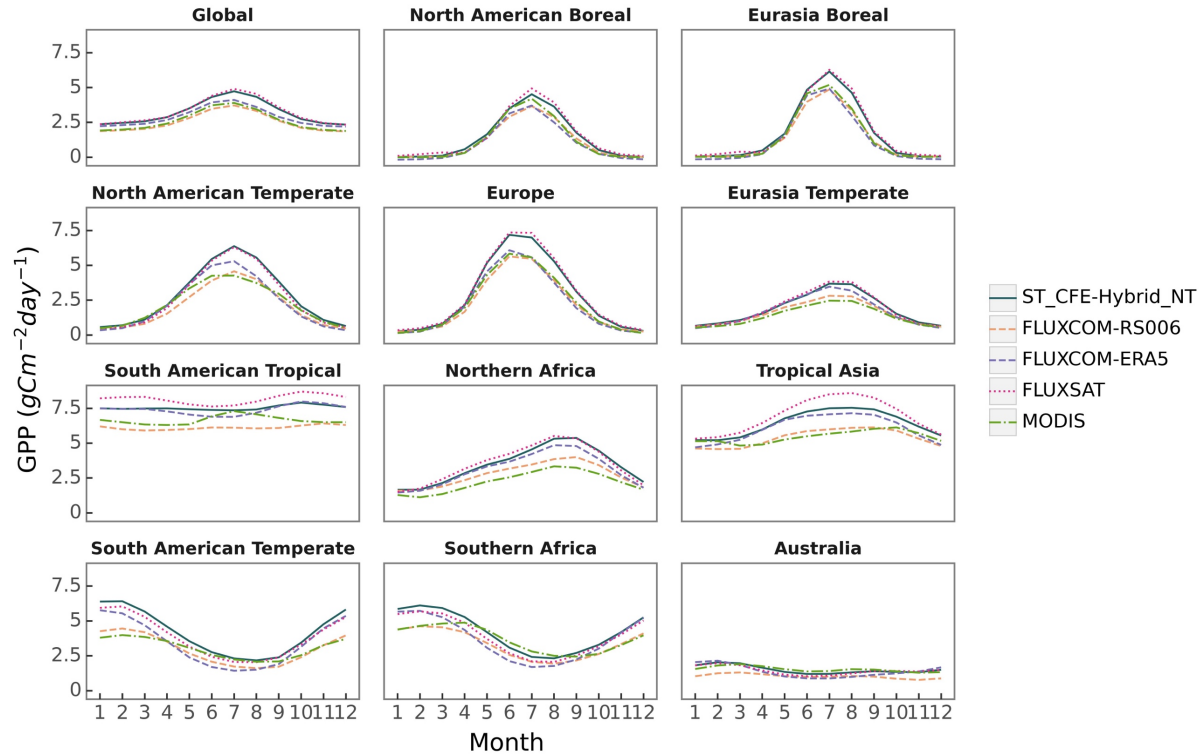 Global
North American Boreal
Eurasia Boreal
7.5
5
2.5
0
North American Temperate
Europe
Eurasia Temperate
7.5
5
2.5
0
South American Tropical
Northern Africa
Tropical Asia
7.5
5
2.5
0
South American Temperate
Southern Africa
Australia
7.5
5
2.5
0
1 2 3 4 5 6 7 8 9 10 11 12
1 2 3 4 5 6 7 8 9 10 11 12
1 2 3 4 5 6 7 8 9 10 11 12
GPP (gCm⁻²day⁻¹)
Month
ST_CFE-Hybrid_NT
FLUXCOM-RS006
FLUXCOM-ERA5
FLUXSAT
MODIS